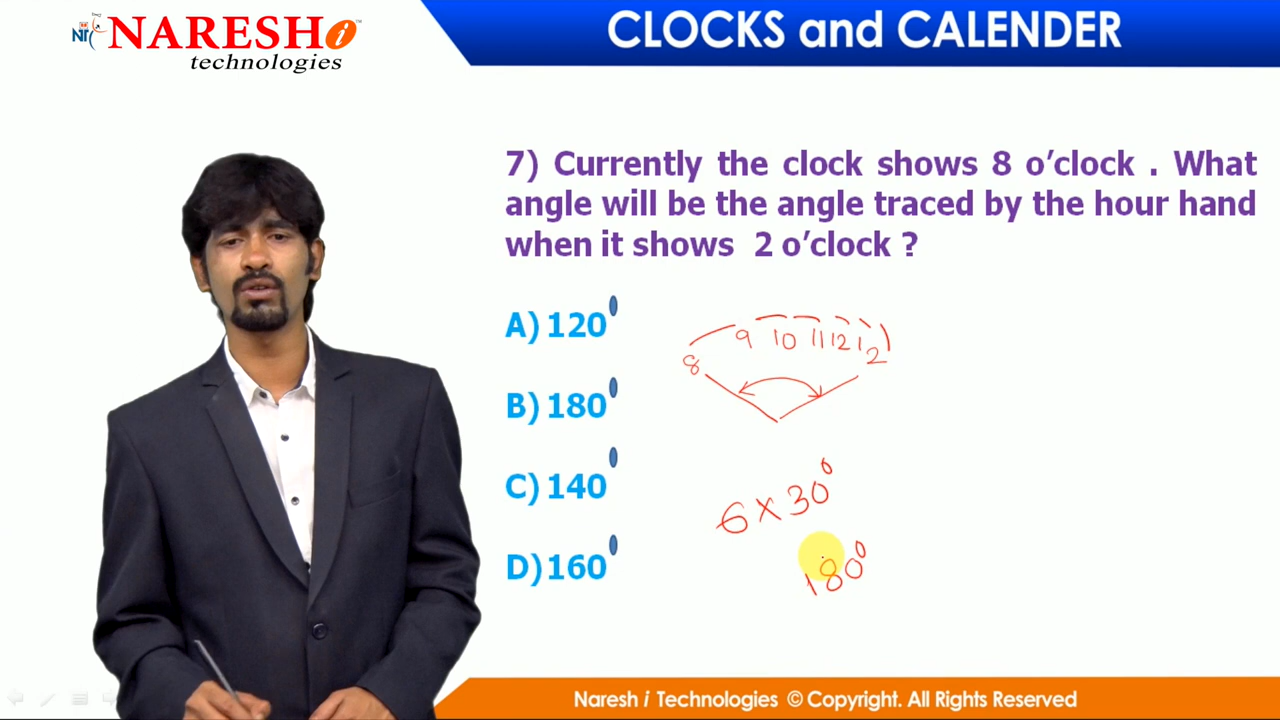 NARESH i
technologies
CLOCKS and CALENDER
7) Currently the clock shows 8 o’clock . What
angle will be the angle traced by the hour hand
when it shows 2 o’clock ?
A) 120⁰
B) 180⁰
C) 140⁰
D) 160⁰
8 9 10 11 12 1 2
6 x 30⁰
180⁰
Naresh i Technologies © Copyright. All Rights Reserved